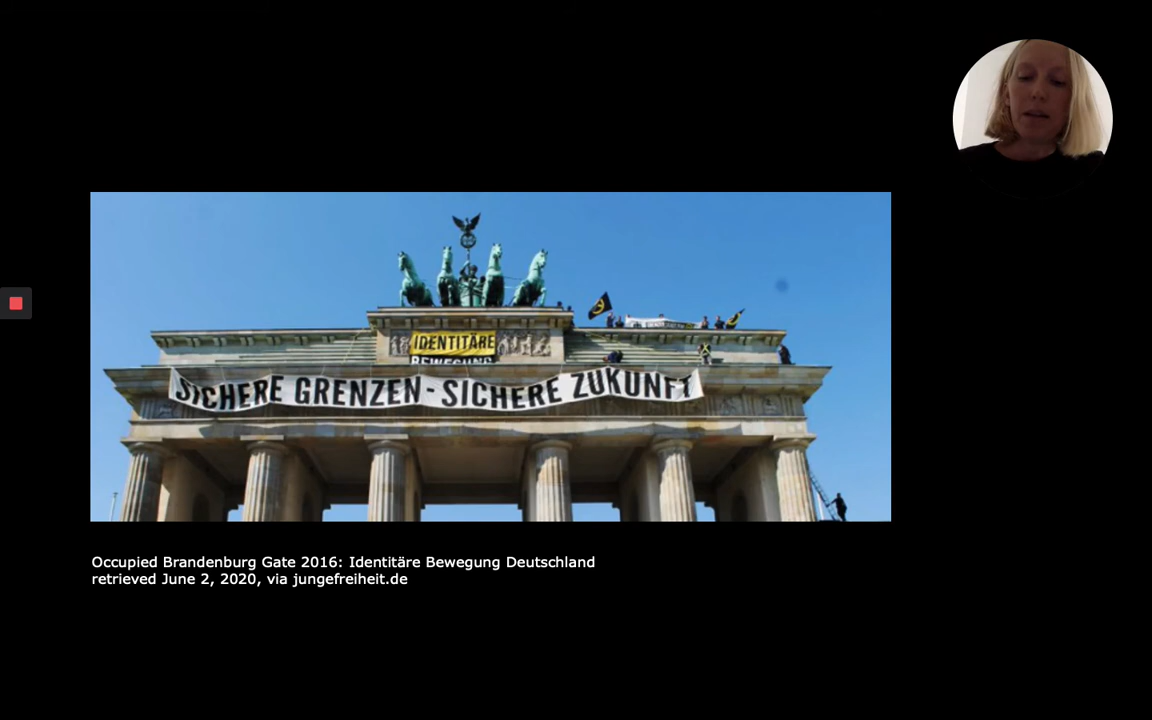 IDENTITÄRE
BEWEGUNG
SICHERE GRENZEN - SICHERE ZUKUNFT
Occupied Brandenburg Gate 2016: Identitäre Bewegung Deutschland
retrieved June 2, 2020, via jungefreiheit.de